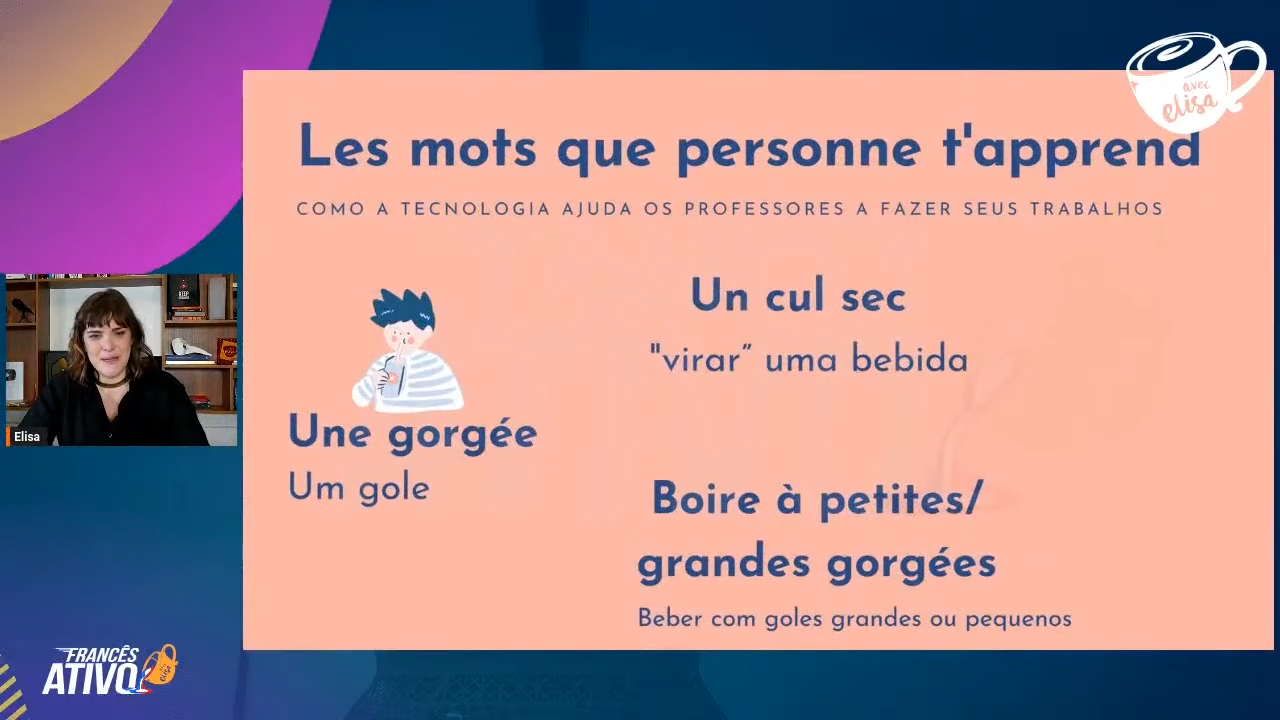 avec
elisa
Les mots que personne t'apprend
COMO A TECNOLOGIA AJUDA OS PROFESSORES A FAZER SEUS TRABALHOS
Un cul sec
"virar” uma bebida
Une gorgée
Um gole
Boire à petites/
grandes gorgées
Beber com goles grandes ou pequenos
Elisa
FRANCÊS
ATIVO